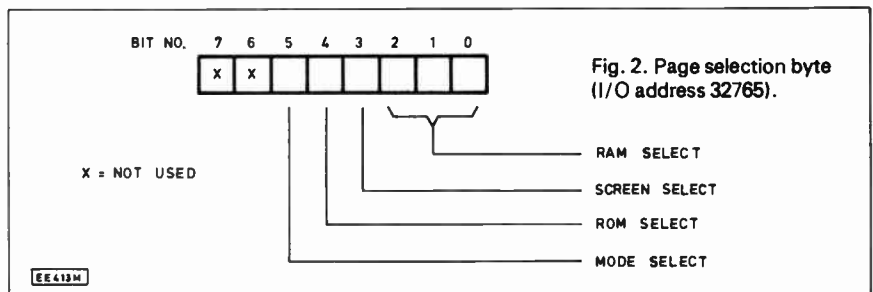 BIT NO. 7 6 5 4 3 2 1 0
X X
Fig. 2. Page selection byte
(I/O address 32765).
RAM SELECT
X = NOT USED
SCREEN SELECT
ROM SELECT
MODE SELECT
EE413M